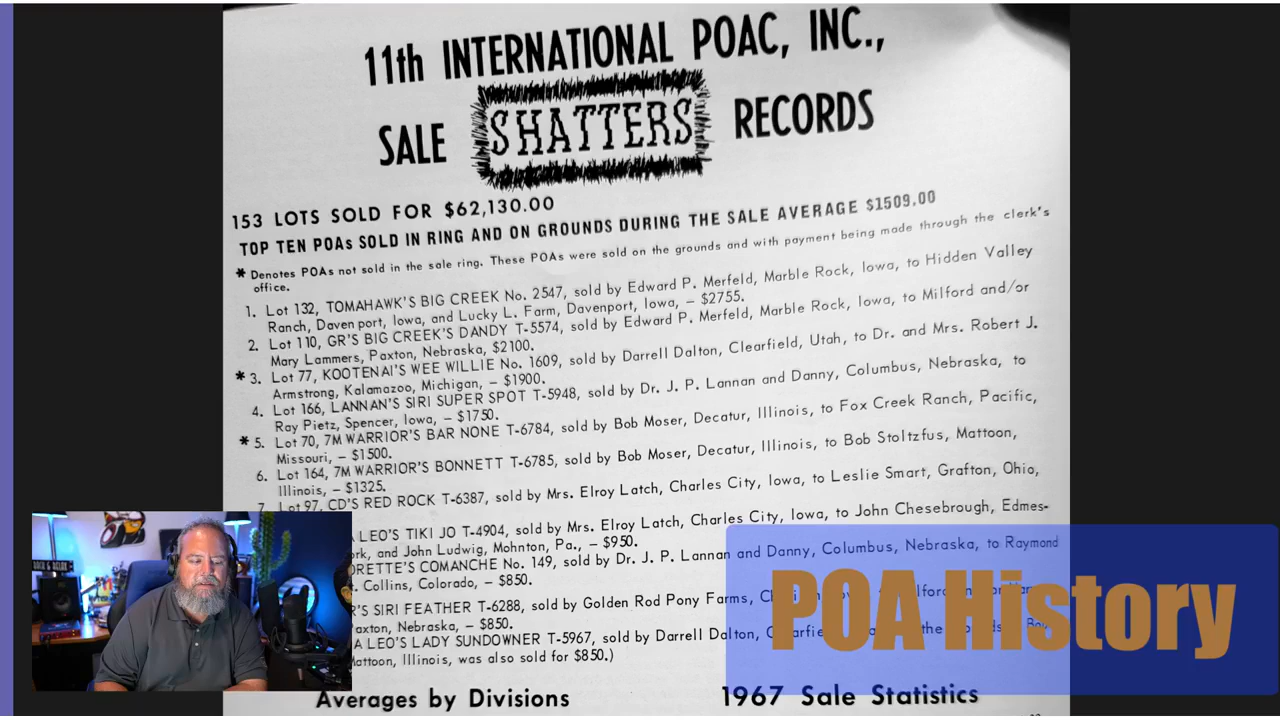 11th INTERNATIONAL POAC, INC.,
SALE SHATTERS RECORDS
153 LOTS SOLD FOR $62,130.00
TOP TEN POAs SOLD IN RING AND ON GROUNDS DURING THE SALE AVERAGE $1509.00
* Denotes POAs not sold in the sale ring. These POAs were sold on the grounds and with payment being made through the clerk's
office.
1. Lot 132, TOMAHAWK'S BIG CREEK No. 2547, sold by Edward P. Merfeld, Marble Rock, Iowa, to Hidden Valley
Ranch, Davenport, Iowa, and Lucky L. Farm, Davenport, Iowa, – $2755.
2. Lot 110, GR'S BIG CREEK'S DANDY T-5574, sold by Edward P. Merfeld, Marble Rock, Iowa, to Milford and/or
Mary Lammers, Paxton, Nebraska, $2100.
* 3. Lot 77, KOOTENAI'S WEE WILLIE No. 1609, sold by Darrell Dalton, Clearfield, Utah, to Dr. and Mrs. Robert J.
Armstrong, Kalamazoo, Michigan, – $1900.
4. Lot 166, LANNAN'S SIRI SUPER SPOT T-5948, sold by Dr. J. P. Lannan and Danny, Columbus, Nebraska, to
Ray Pietz, Spencer, Iowa, – $1750.
* 5. Lot 70, 7M WARRIOR'S BAR NONE T-6784, sold by Bob Moser, Decatur, Illinois, to Fox Creek Ranch, Pacific,
Missouri, – $1500.
6. Lot 164, 7M WARRIOR'S BONNETT T-6785, sold by Bob Moser, Decatur, Illinois, to Bob Stoltzfus, Mattoon,
Illinois, – $1325.
7. Lot 97, CD'S RED ROCK T-6387, sold by Mrs. Elroy Latch, Charles City, Iowa, to Leslie Smart, Grafton, Ohio,
LEO'S TIKI JO T-4904, sold by Mrs. Elroy Latch, Charles City, Iowa, to John Chesebrough, Edmes-
and John Ludwig, Mohnton, Pa., – $950.
COMANCHE No. 149, sold by Dr. J. P. Lannan and Danny, Columbus, Nebraska, to Raymond
Collins, Colorado, – $850.
SIRI FEATHER T-6288, sold by Golden Rod Pony Farms,
Nebraska, – $850.
LEO'S LADY SUNDOWNER T-5967, sold by Darrell Dalton,
Mattoon, Illinois, was also sold for $850.)
POA History
Averages by Divisions 1967 Sale Statistics
ROCK & RELAX